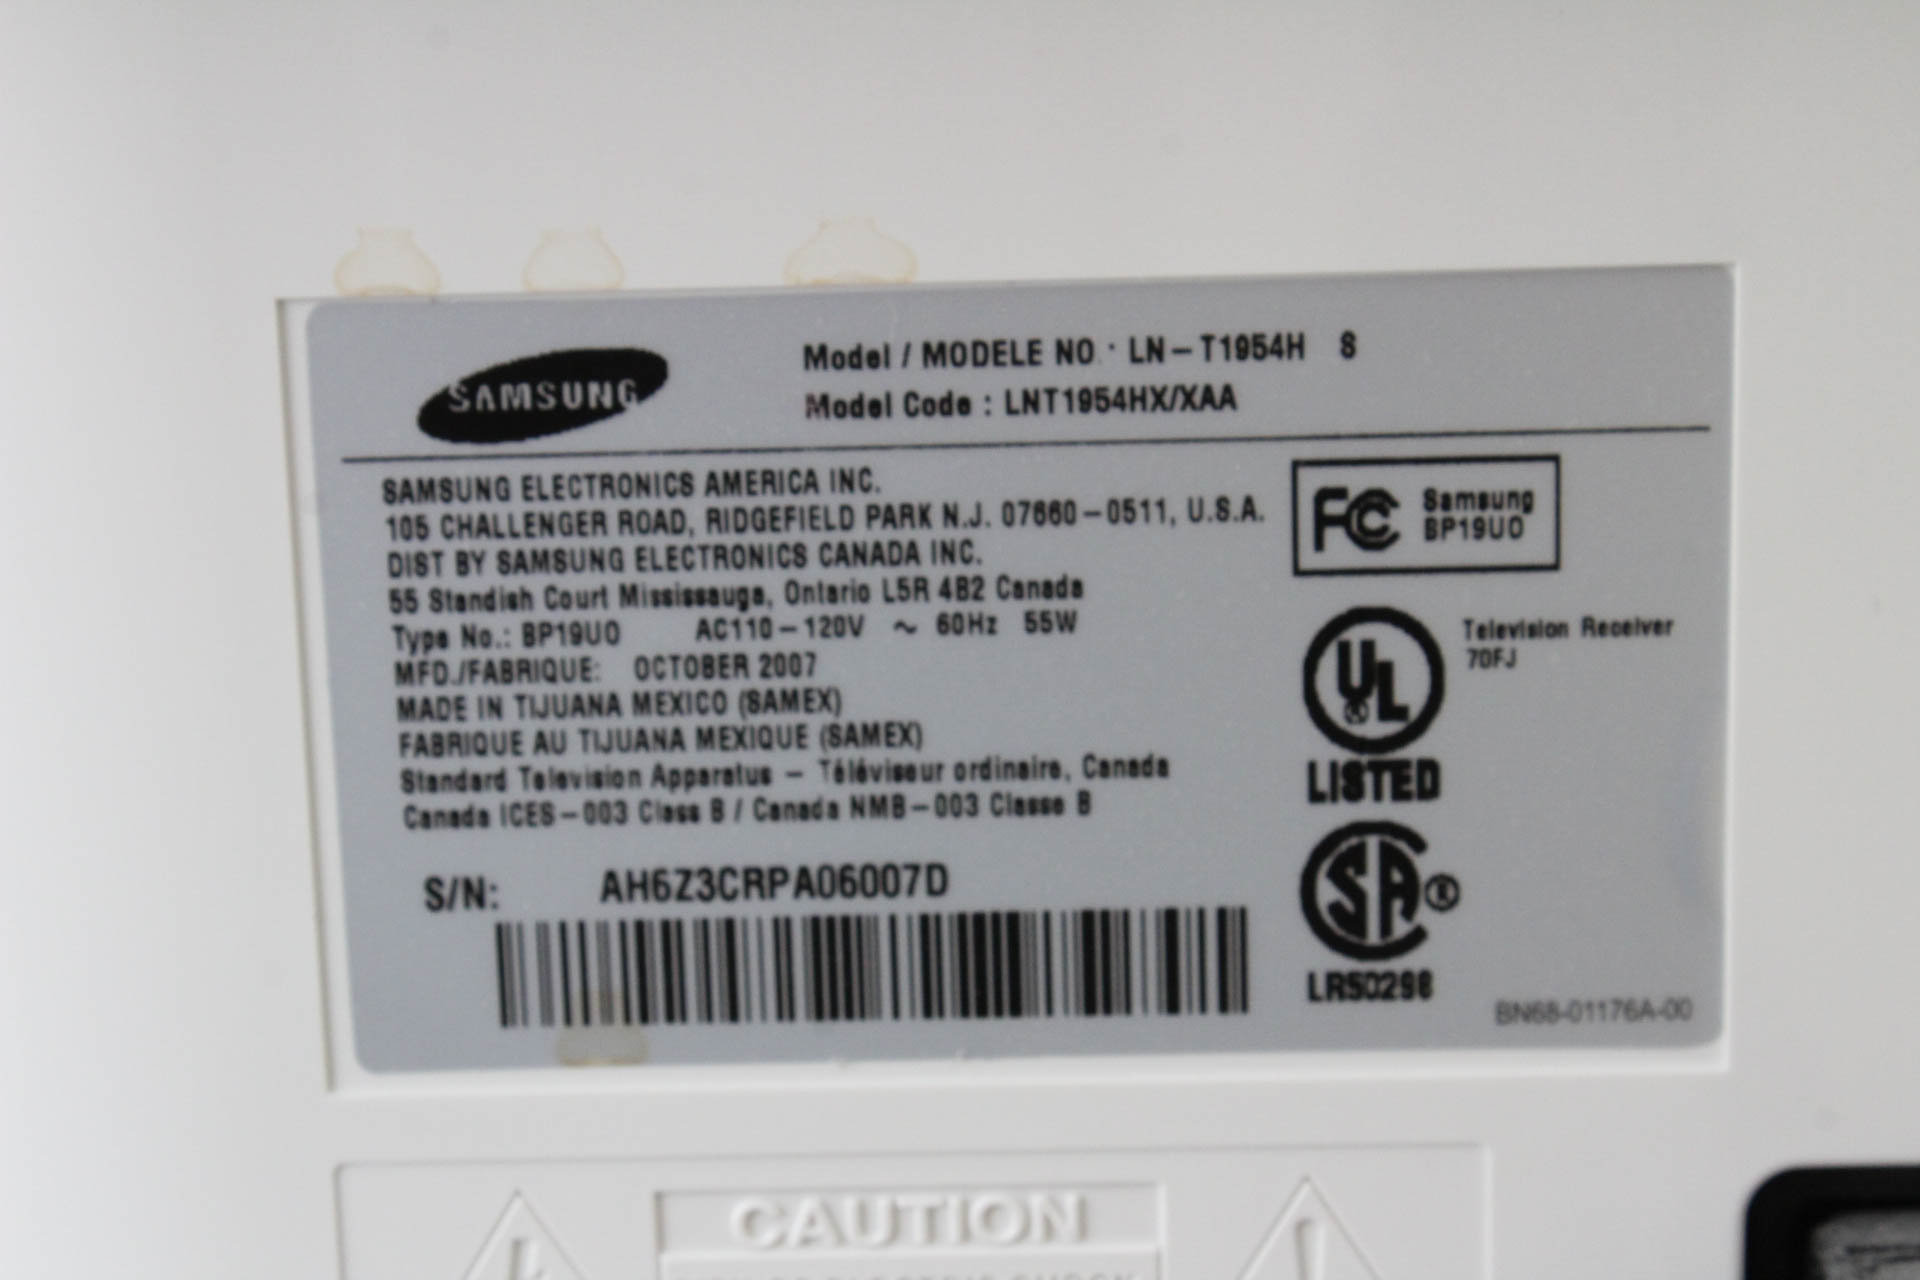 SAMSUNG
Model / MODELE NO. : LN-T1954H S
Model Code : LNT1954HX/XAA
SAMSUNG ELECTRONICS AMERICA INC.
105 CHALLENGER ROAD, RIDGEFIELD PARK N.J. 07660-0511, U.S.A.
DIST BY SAMSUNG ELECTRONICS CANADA INC.
55 Standish Court Mississauga, Ontario L5R 4B2 Canada
Type No.: BP19UO AC110-120V ~ 60Hz 55W
MFD./FABRIQUE: OCTOBER 2007
MADE IN TIJUANA MEXICO (SAMEX)
FABRIQUE AU TIJUANA MEXIQUE (SAMEX)
Standard Television Apparatus – Téléviseur ordinaire, Canada
Canada ICES-003 Class B / Canada NMB-003 Classe B
S/N: AH6Z3CRPA06007D
FC Samsung
BP19UO
UL ®
LISTED
Television Receiver
70FJ
SA ®
LR50298
BN68-01176A-00
CAUTION